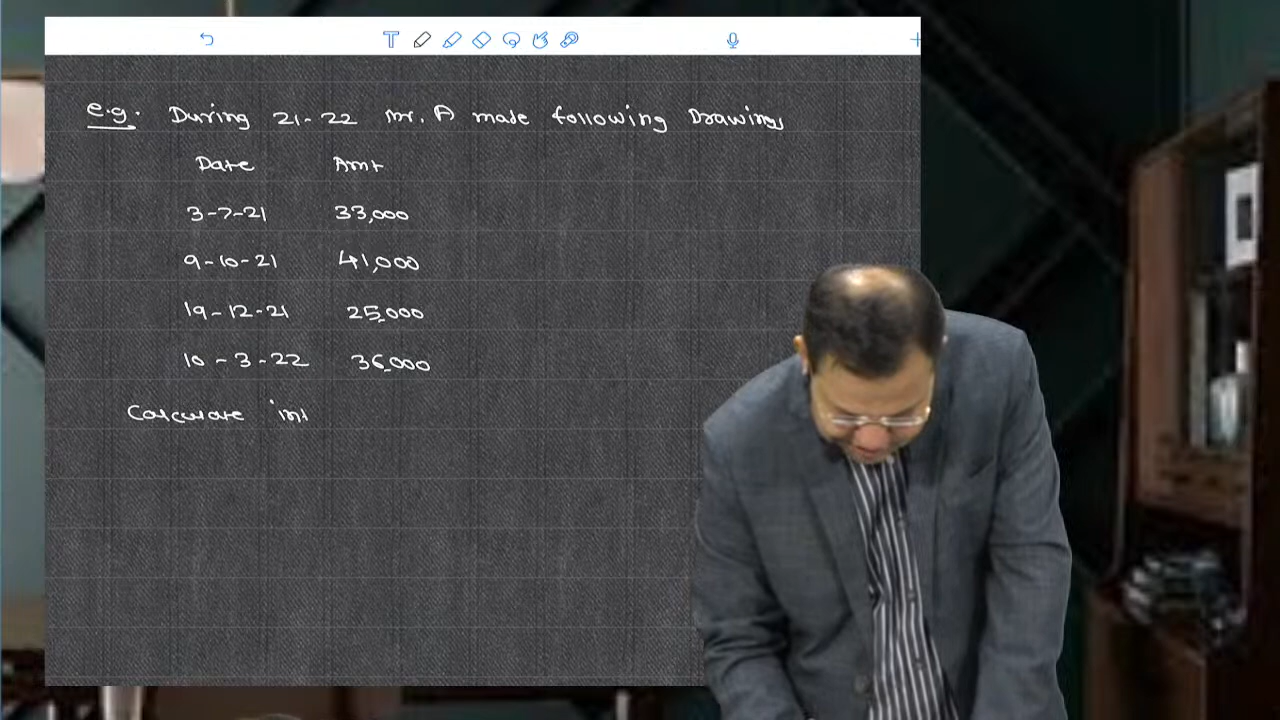 e.g. During 21-22 Mr. A made following Drawings
Date Amt
3-7-21 33,000
9-10-21 41,000
19-12-21 25,000
10-3-22 36,000
Calculate int